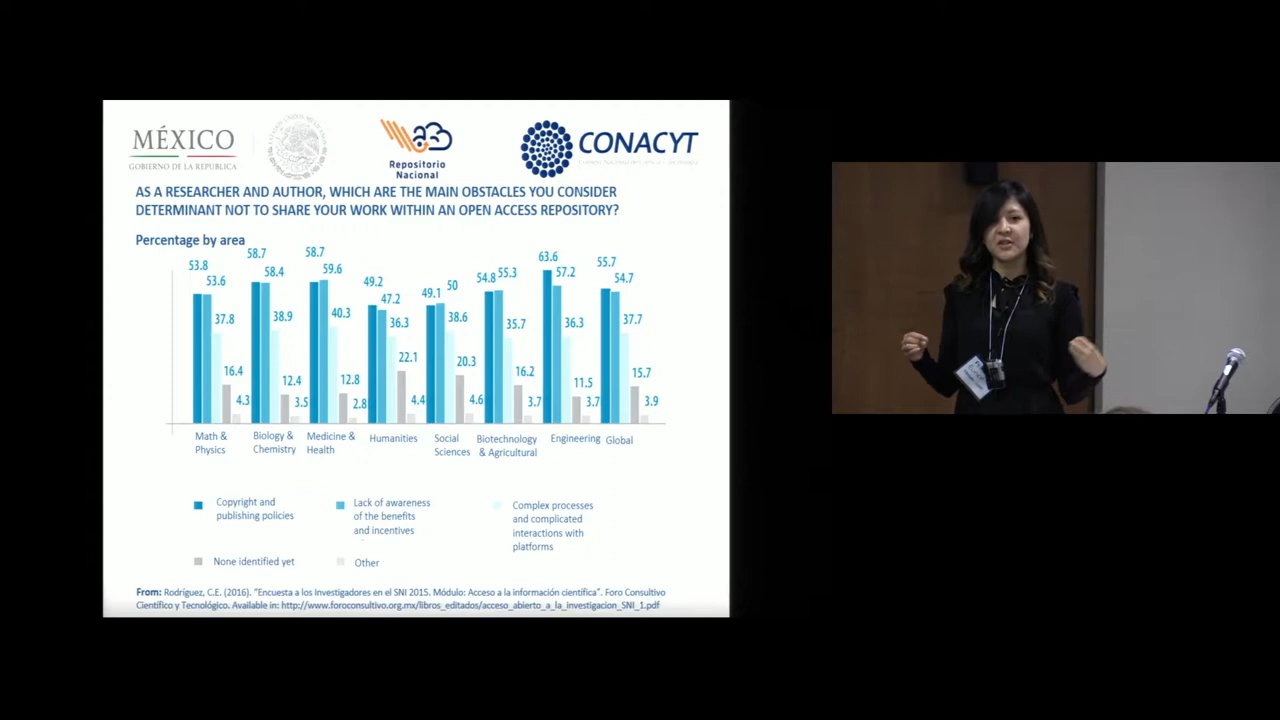 MÉXICO
GOBIERNO DE LA REPÚBLICA
Repositorio
Nacional
CONACYT
AS A RESEARCHER AND AUTHOR, WHICH ARE THE MAIN OBSTACLES YOU CONSIDER
DETERMINANT NOT TO SHARE YOUR WORK WITHIN AN OPEN ACCESS REPOSITORY?
Percentage by area
53.8 53.6 37.8 16.4 4.3
58.7 58.4 38.9 12.4 3.5
58.7 59.6 40.3 12.8 2.8
49.2 47.2 36.3 22.1 4.4
49.1 50 38.6 20.3 4.6
54.8 55.3 35.7 16.2 3.7
63.6 57.2 36.3 11.5 3.7
55.7 54.7 37.7 15.7 3.9
Math &
Physics
Biology &
Chemistry
Medicine &
Health
Humanities
Social
Sciences
Biotechnology
& Agricultural
Engineering
Global
Copyright and
publishing policies
Lack of awareness
of the benefits
and incentives
Complex processes
and complicated
interactions with
platforms
None identified yet
Other
From: Rodríguez, C.E. (2016). "Encuesta a los Investigadores en el SNI 2015. Módulo: Acceso a la información científica". Foro Consultivo
Científico y Tecnológico. Available in: http://www.foroconsultivo.org.mx/libros_editados/acceso_abierto_a_la_investigacion_SNI_1.pdf